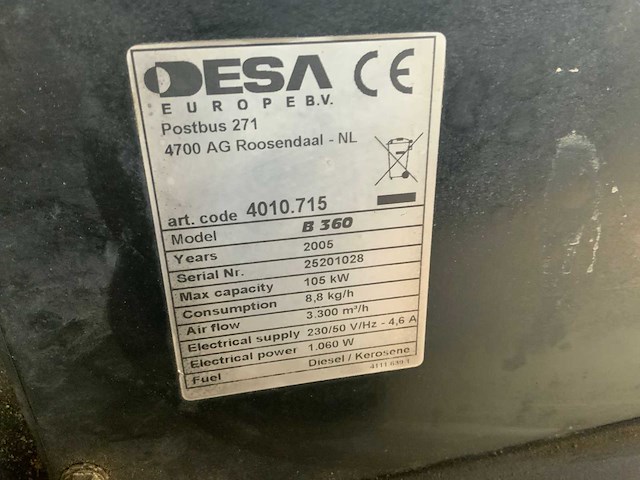 DESA CE
EUROPE B.V.
Postbus 271
4700 AG Roosendaal - NL
art. code 4010.715
Model B 360
Years 2005
Serial Nr. 25201028
Max capacity 105 kW
Consumption 8,8 kg/h
Air flow 3.300 m³/h
Electrical supply 230/50 V/Hz - 4,6 A
Electrical power 1.060 W
Fuel Diesel / Kerosene